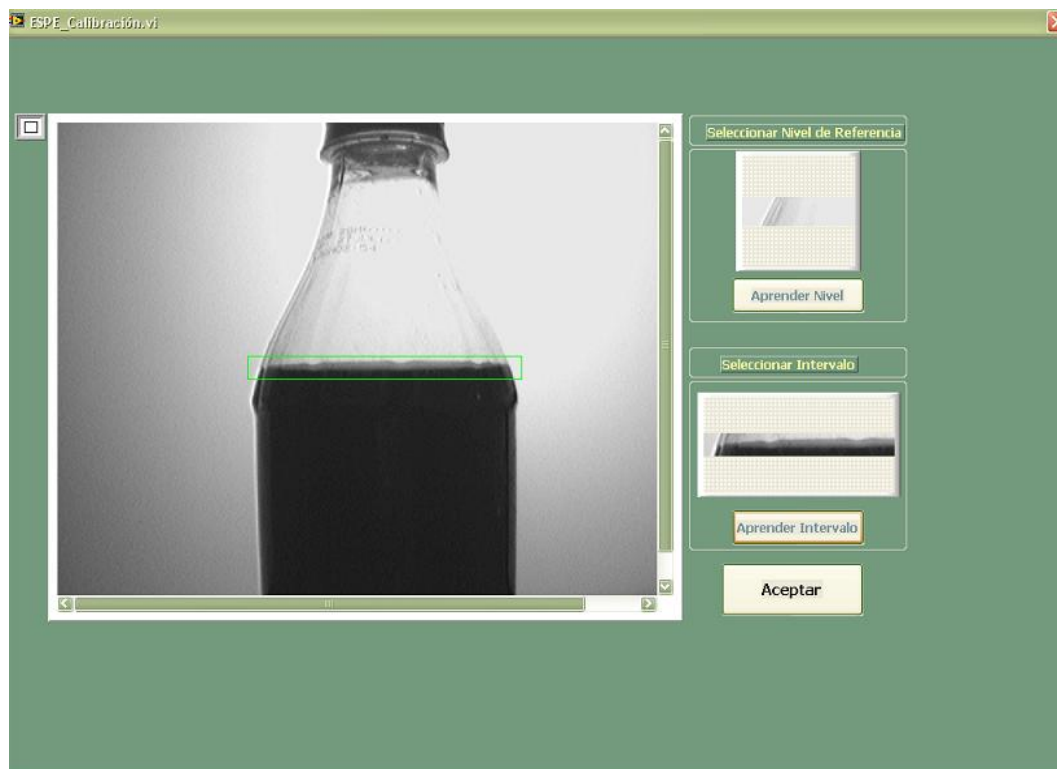 ESPE_Calibración.vi
Seleccionar Nivel de Referencia
Aprender Nivel
Seleccionar Intervalo
Aprender Intervalo
Aceptar